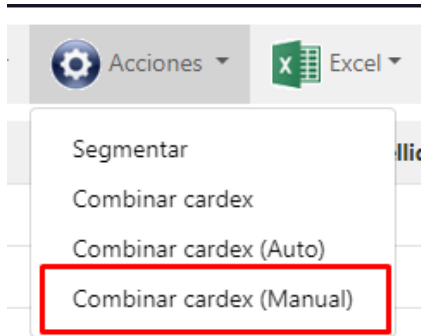 Acciones
Excel
Segmentar
Combinar cardex
Combinar cardex (Auto)
Combinar cardex (Manual)